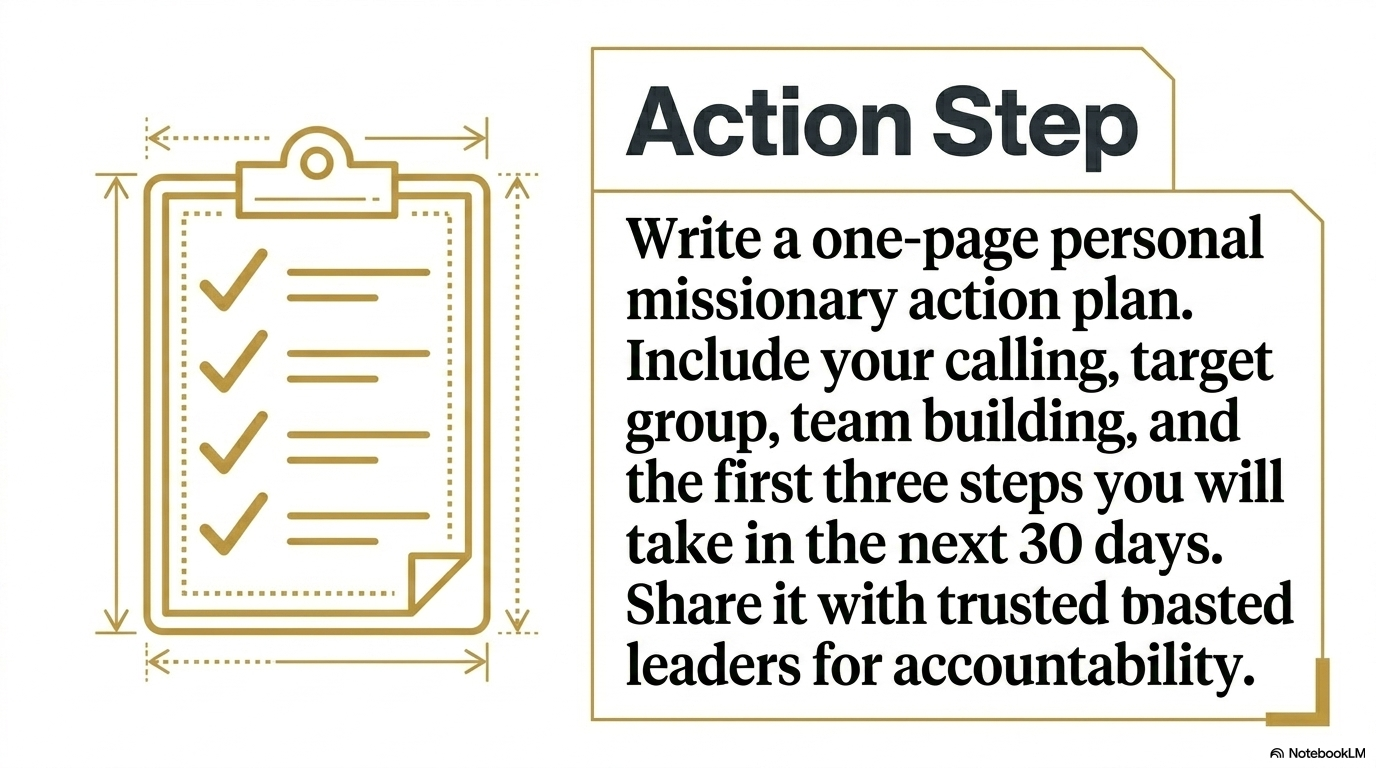 Action Step
Write a one-page personal
missionary action plan.
Include your calling, target
group, team building, and
the first three steps you will
take in the next 30 days.
Share it with trusted
leaders for accountability.
NotebookLM